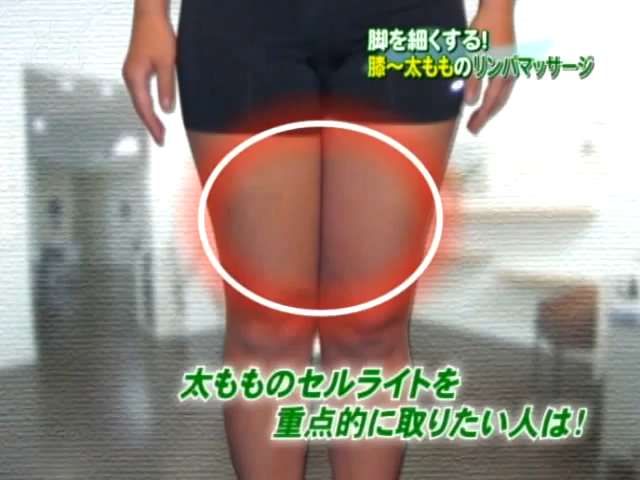 脚を細くする!
膝〜太もものリンパマッサージ
太もものセルライトを
重点的に取りたい人は!